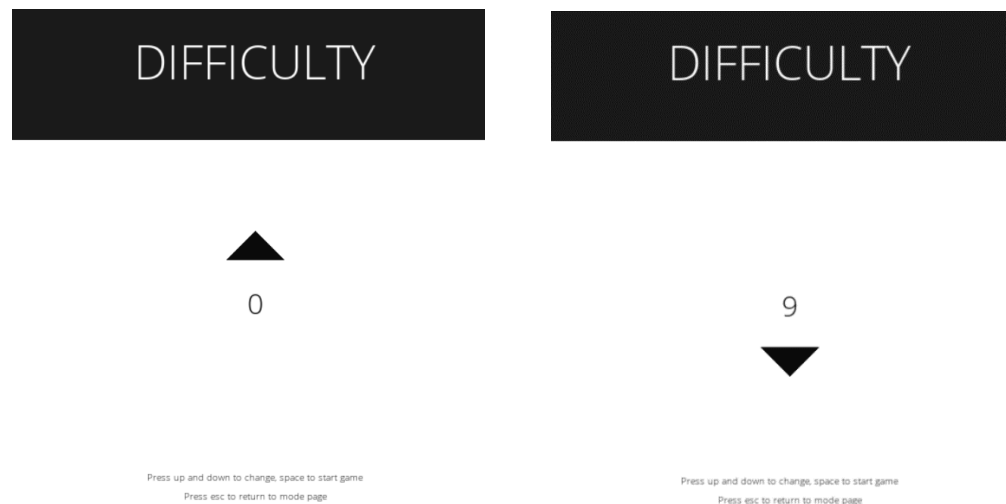 DIFFICULTY
0
Press up and down to change, space to start game
Press esc to return to mode page
DIFFICULTY
9
Press up and down to change, space to start game
Press esc to return to mode page